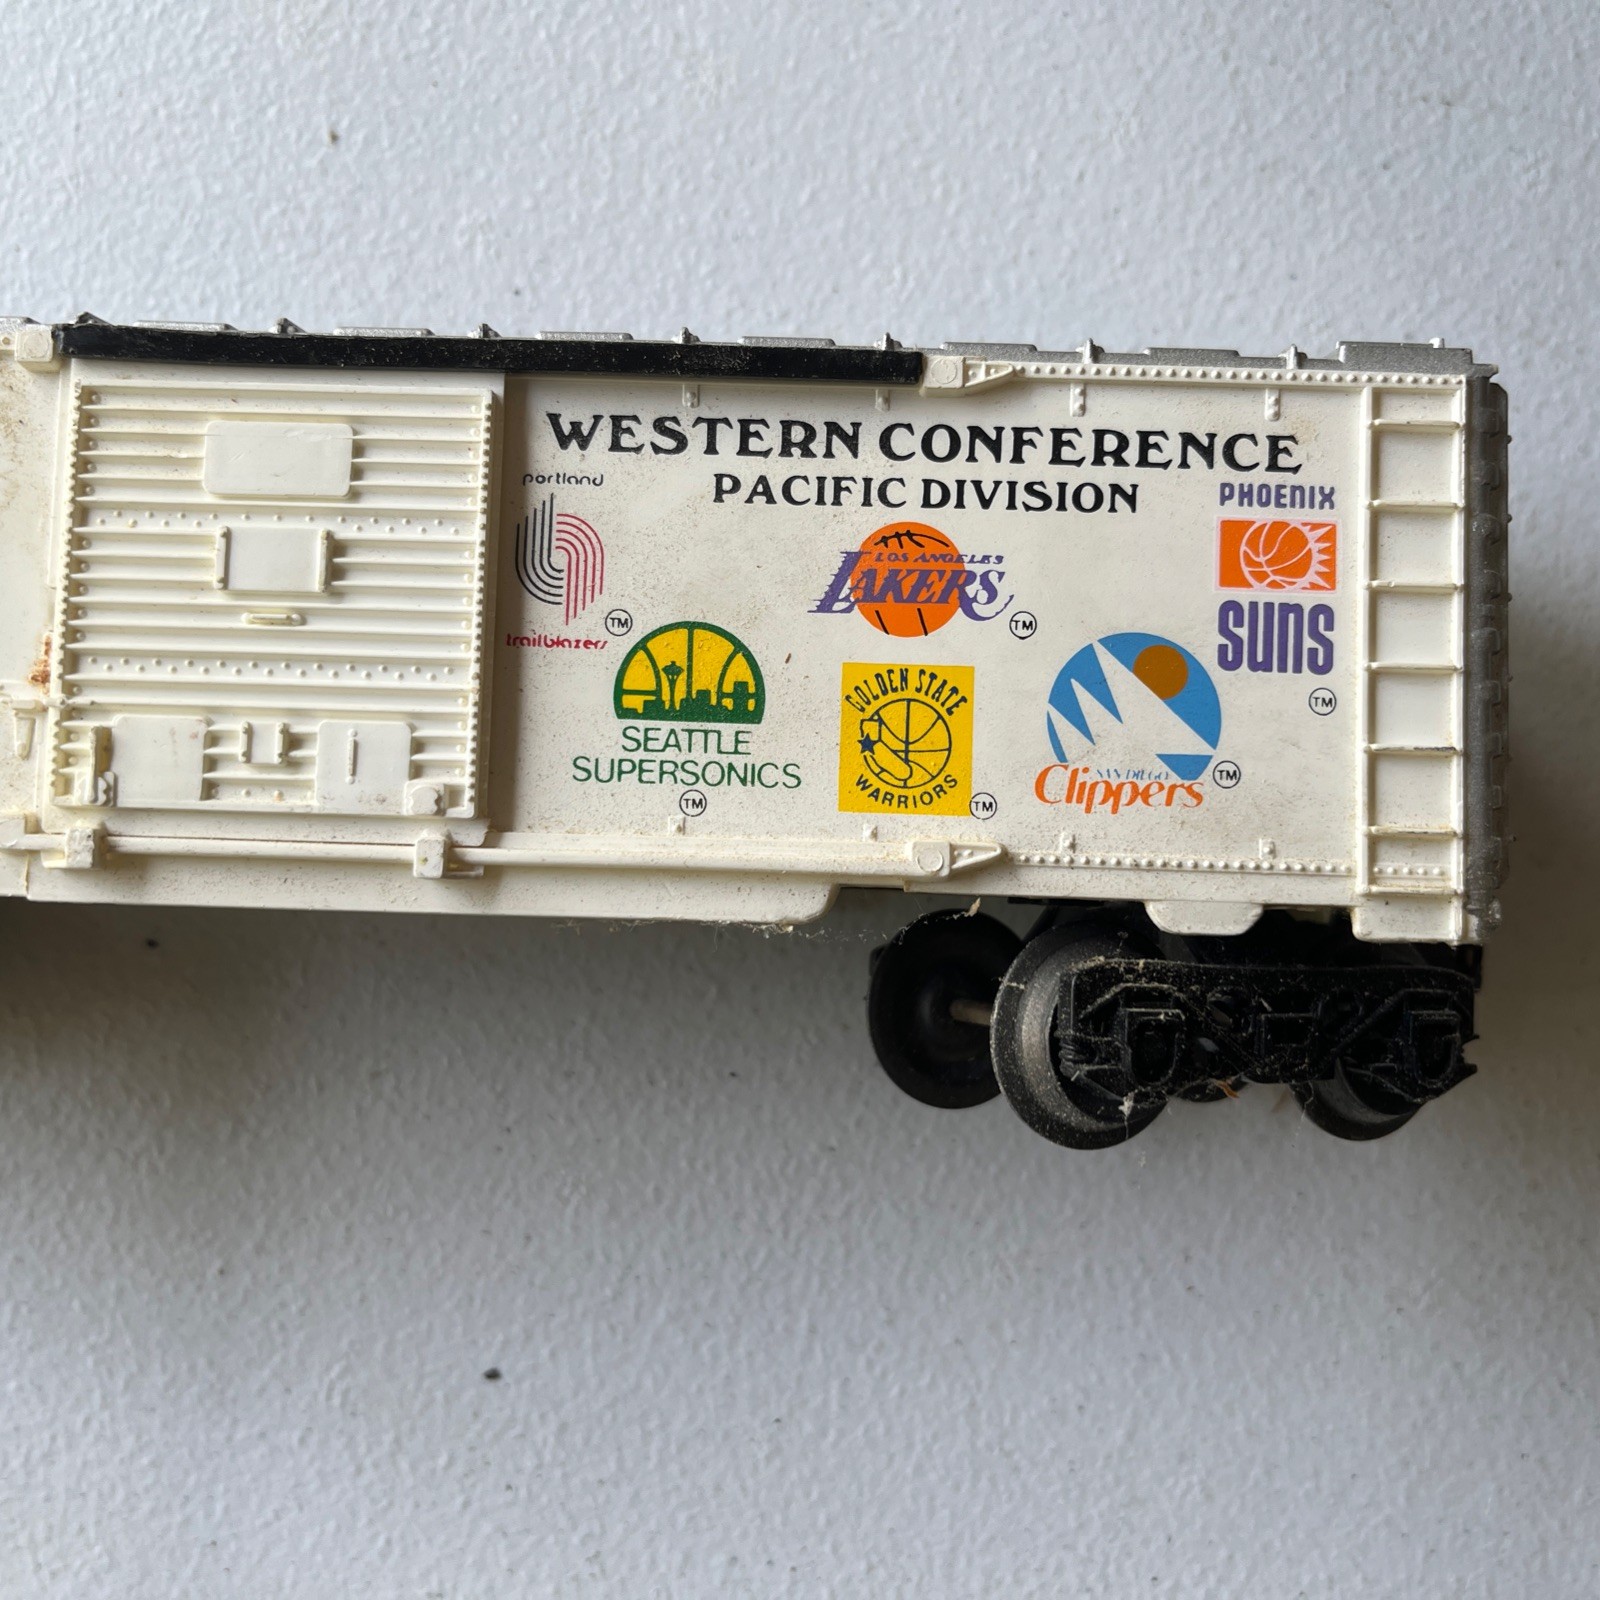 WESTERN CONFERENCE
PACIFIC DIVISION
portland
trailblazers
TM
LOS ANGELES
LAKERS
TM
PHOENIX
SUNS
TM
SEATTLE
SUPERSONICS
TM
GOLDEN STATE
WARRIORS
TM
SAN DIEGO
Clippers
TM